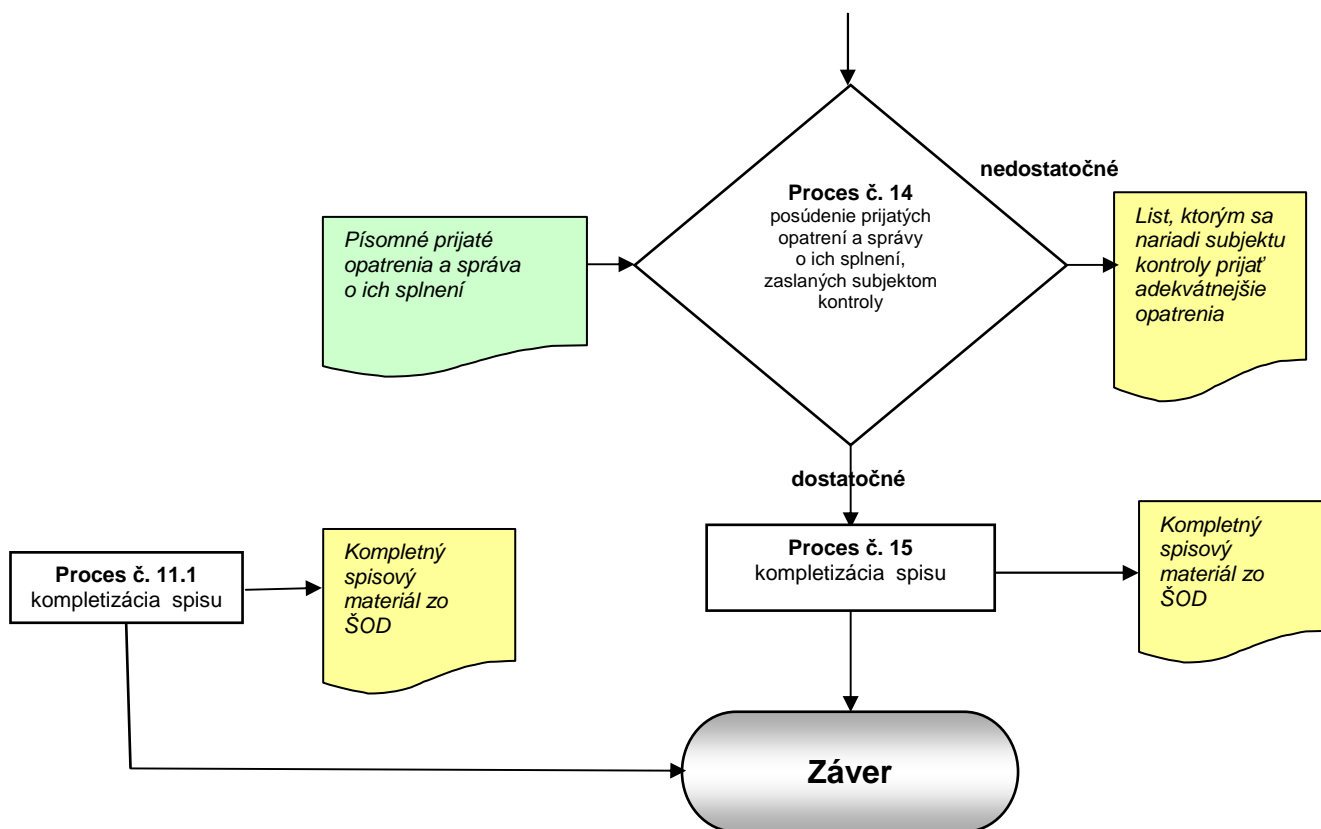 nedostatočné
Proces č. 14
posúdenie prijatých
opatrení a správy
o ich splnení,
zaslaných subjektom
kontroly
Písomné prijaté
opatrenia a správa
o ich splnení
List, ktorým sa
nariadi subjektu
kontroly prijať
adekvátnejšie
opatrenia
dostatočné
Proces č. 11.1
kompletizácia spisu
Kompletný
spisový
materiál zo
ŠOD
Proces č. 15
kompletizácia spisu
Kompletný
spisový
materiál zo
ŠOD
Záver